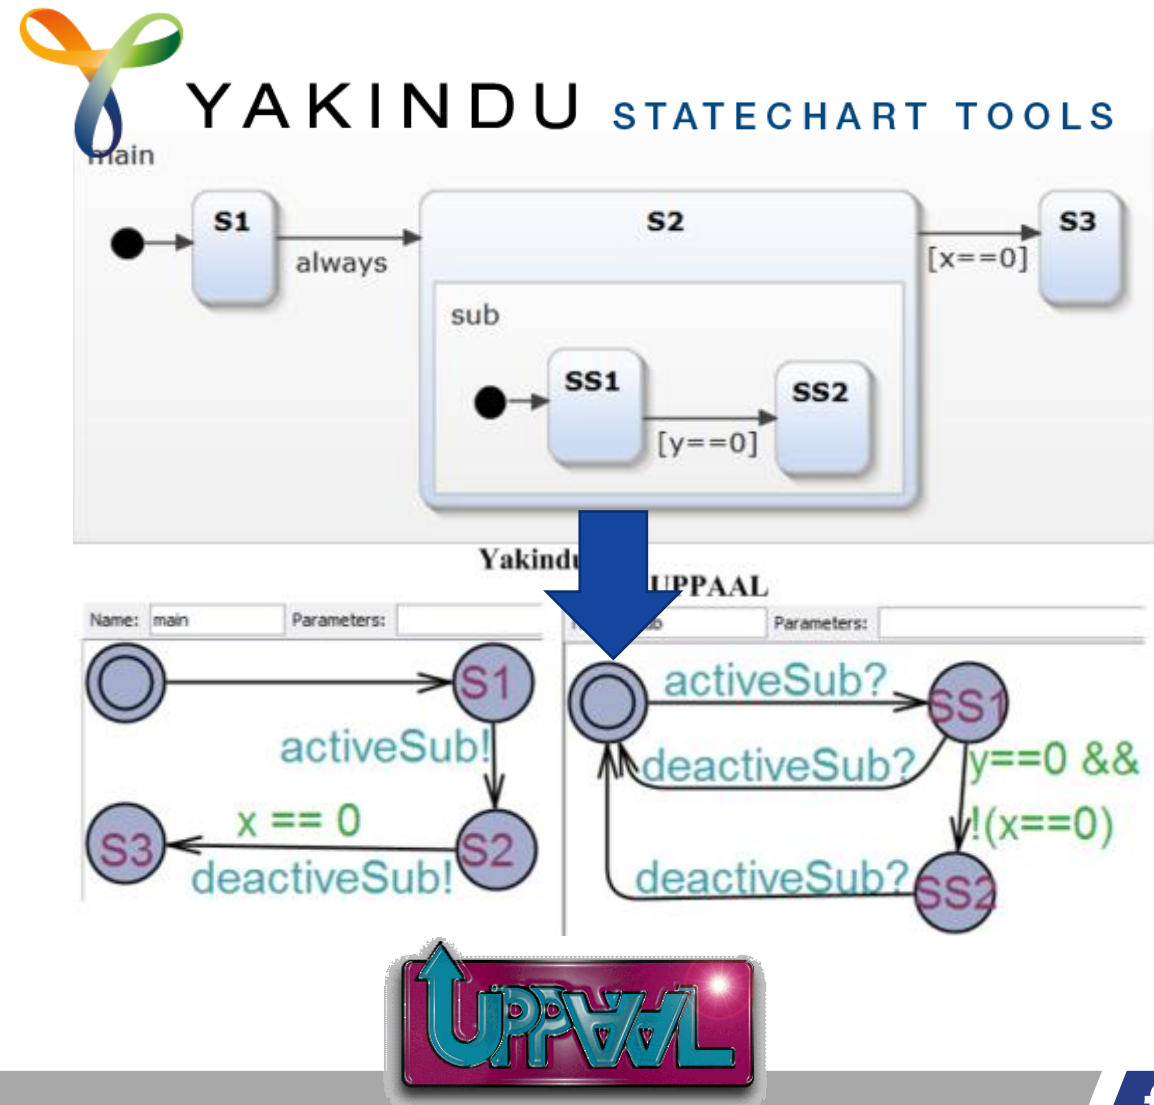 YAKINDU STATECHART TOOLS
main
S1
S2
S3
always
[x==0]
sub
SS1
SS2
[y==0]
UPPAAL
Name: main Parameters:
Parameters:
S1
activeSub!
x == 0
S3
S2
deactiveSub!
activeSub?
SS1
deactiveSub?
y==0 &&
!(x==0)
deactiveSub?
SS2
UPPAAL